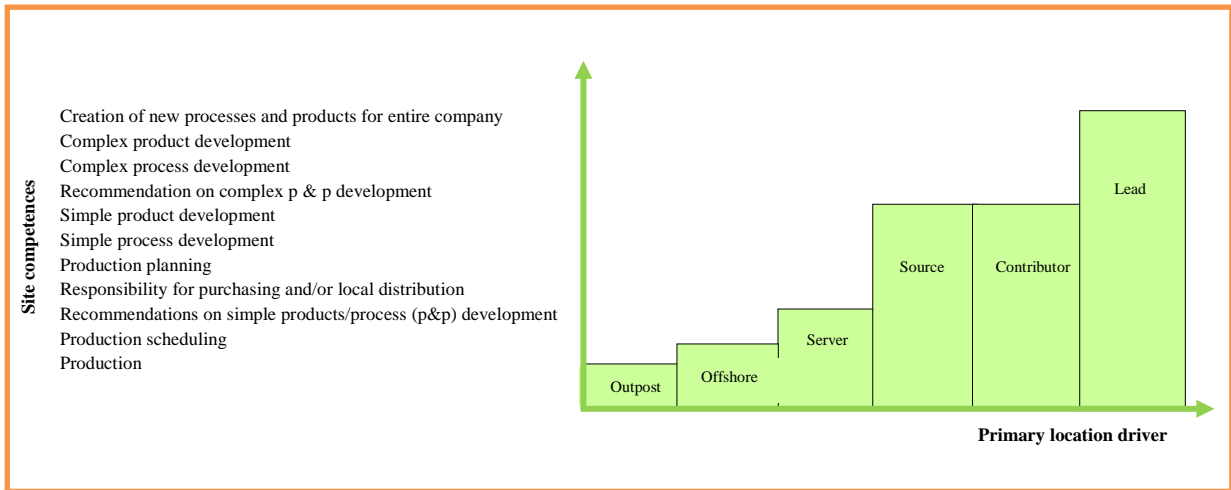 Site competences
Creation of new processes and products for entire company
Complex product development
Complex process development
Recommendation on complex p & p development
Simple product development
Simple process development
Production planning
Responsibility for purchasing and/or local distribution
Recommendations on simple products/process (p&p) development
Production scheduling
Production
Outpost
Offshore
Server
Source
Contributor
Lead
Primary location driver